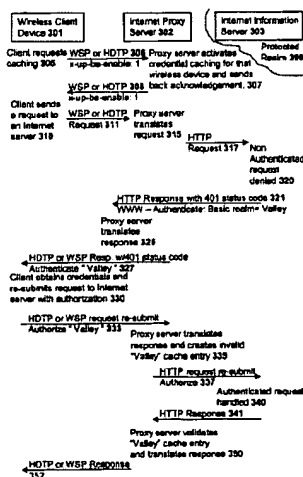 Wireless Client
Device 301
Internet Proxy
Server 302
Internet Information
Server 303
Protected
Realm 399
Client requests
caching 305
WSP or HDTP 306
x-up-be-enable: 1
Proxy server activates
credential caching for that
wireless device and sends
back acknowledgement, 307
WSP or HDTP 308
x-up-be-enable: 1
Client sends
a request to
an Internet
server 310
WSP or HDTP
Request 311
Proxy server
translates
request 315
HTTP
Request 317
Non
Authenticated
request
denied 320
HTTP Response with 401 status code 321
WWW – Authenticate: Basic realm= Valley
Proxy server
translates
response 325
HDTP or WSP Resp. w/401 status code
Authenticate "Valley" 327
Client obtains credentials and
re-submits request to Internet
server with authorization 330
HDTP or WSP request re-submit
Authorize "Valley" 333
Proxy server translates
response and creates invalid
"Valley" cache entry 335
HTTP request re-submit
Authorize 337
Authenticated request
handled 340
HTTP Response 341
Proxy server validates
"Valley" cache entry
and translates response 350
HDTP or WSP Response
352